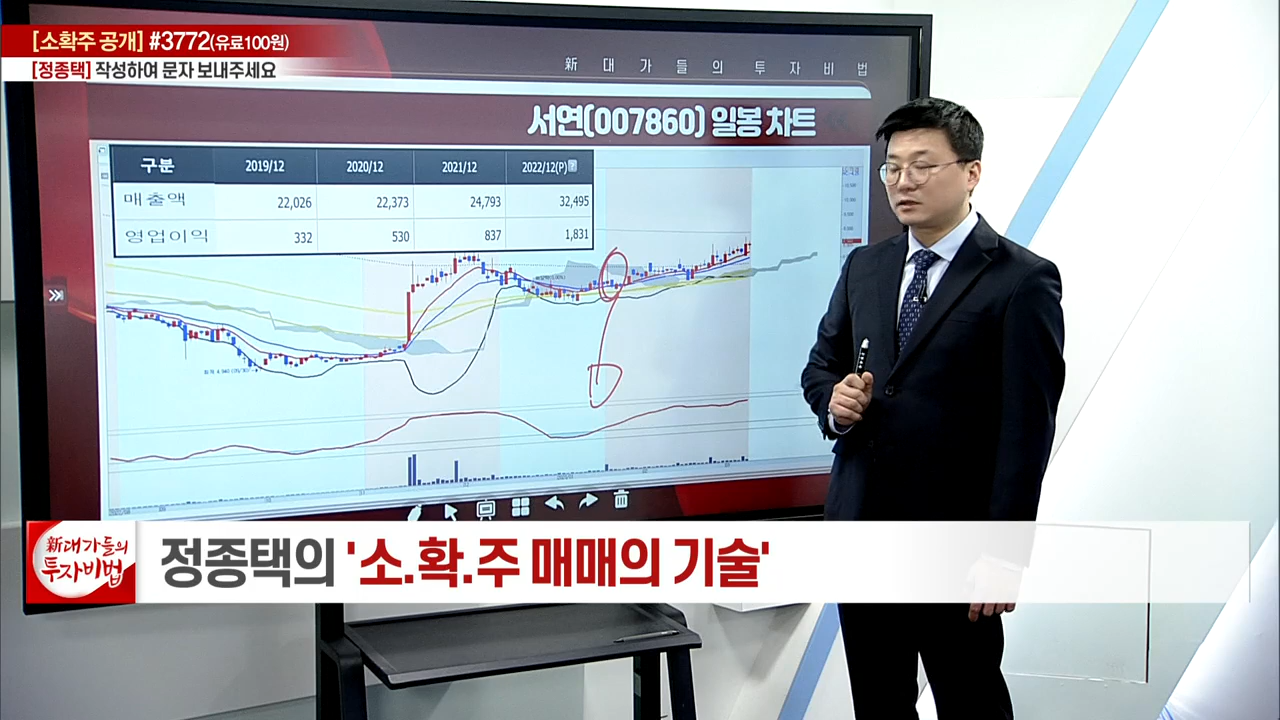 [소확주 공개] #3772(유료100원)
[정종택] 작성하여 문자 보내주세요
新 대 가 들 의 투 자 비 법
서연(007860) 일봉 차트
구분 2019/12 2020/12 2021/12 2022/12(P)
매출액 22,026 22,373 24,793 32,495
영업이익 332 530 837 1,831
新대가들의
투자비법
정종택의 '소.확.주 매매의 기술'